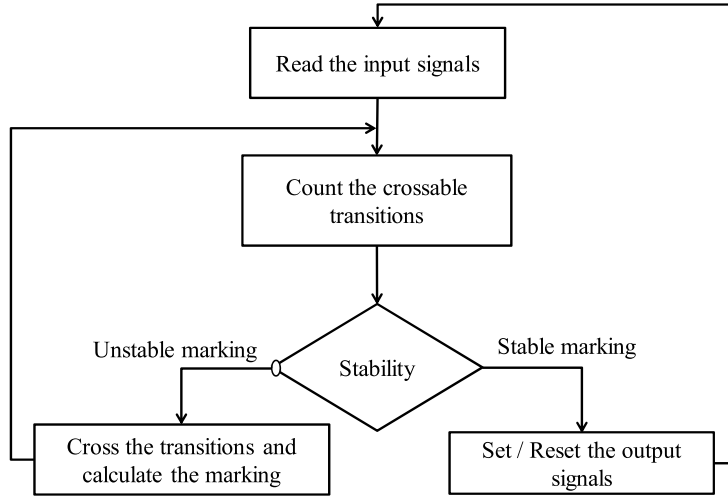 Read the input signals
Count the crossable
transitions
Unstable marking
Stability
Stable marking
Cross the transitions and
calculate the marking
Set / Reset the output
signals